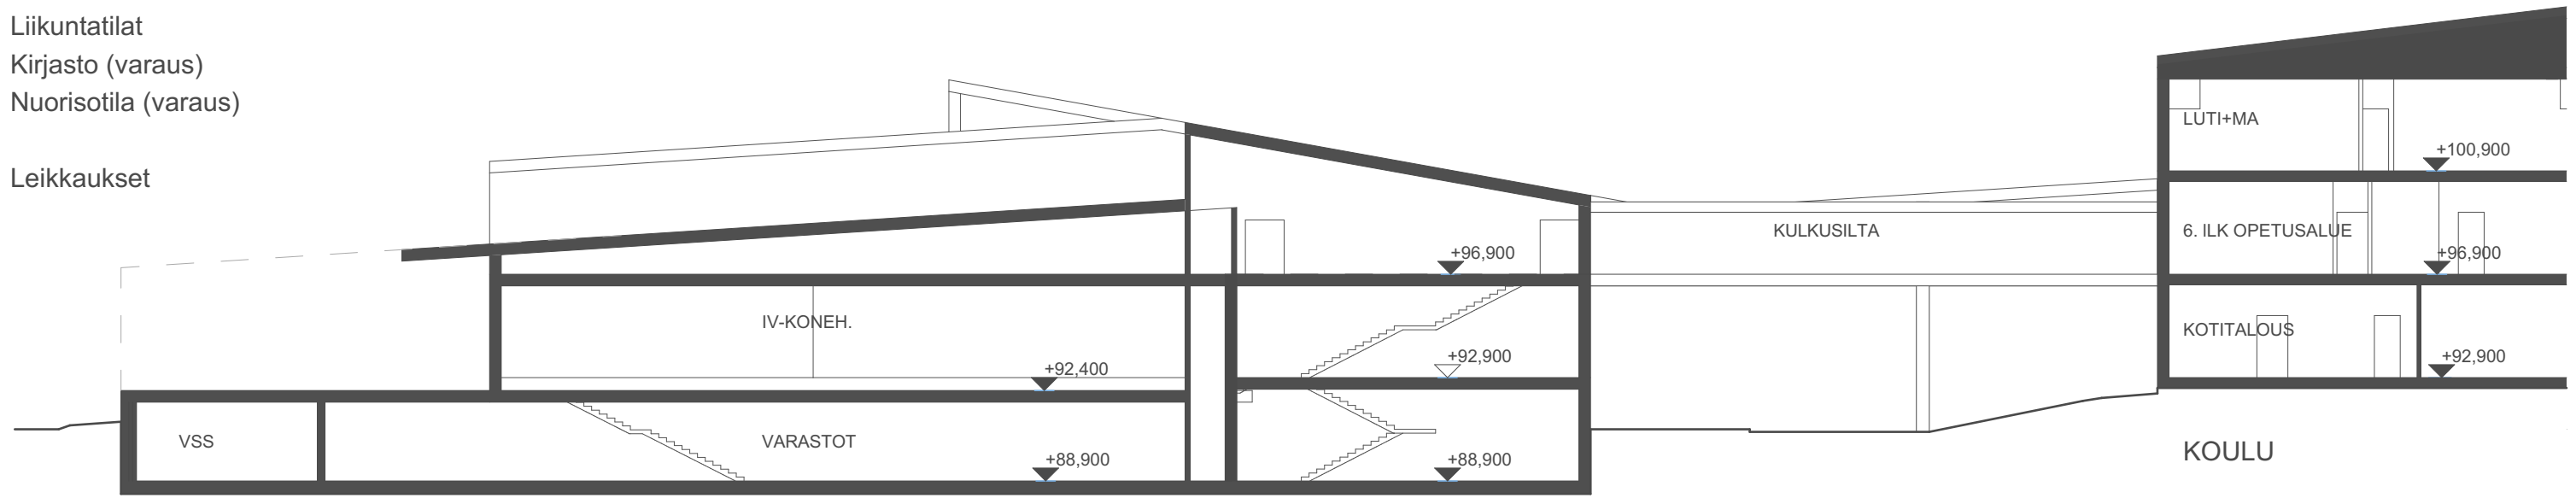 Liikuntatilat
Kirjasto (varaus)
Nuorisotila (varaus)
Leikkaukset
LUTI+MA
+100,900
KULKUSILTA
6. ILK OPETUSALUE
+96,900
+96,900
IV-KONEH.
KOTITALOUS
+92,400
+92,900
+92,900
VSS
VARASTOT
+88,900
+88,900
KOULU